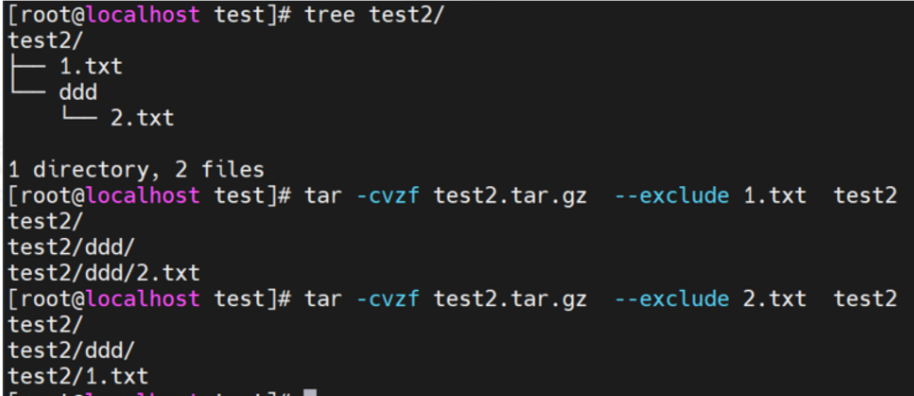 [root@localhost test]# tree test2/
test2/
├── 1.txt
└── ddd
    └── 2.txt
1 directory, 2 files
[root@localhost test]# tar -cvzf test2.tar.gz  --exclude 1.txt  test2
test2/
test2/ddd/
test2/ddd/2.txt
[root@localhost test]# tar -cvzf test2.tar.gz  --exclude 2.txt  test2
test2/
test2/ddd/
test2/1.txt